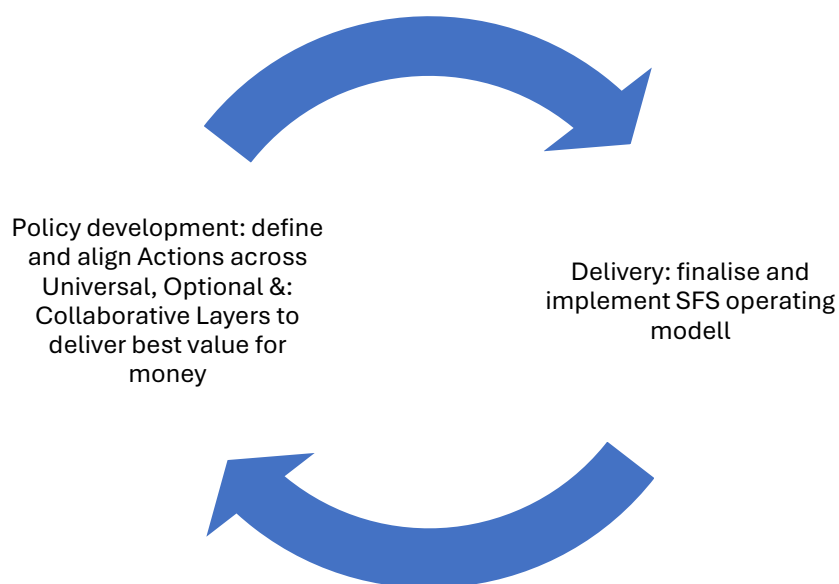 Policy development: define
and align Actions across
Universal, Optional &:
Collaborative Layers to
deliver best value for
money
Delivery: finalise and
implement SFS operating
modell